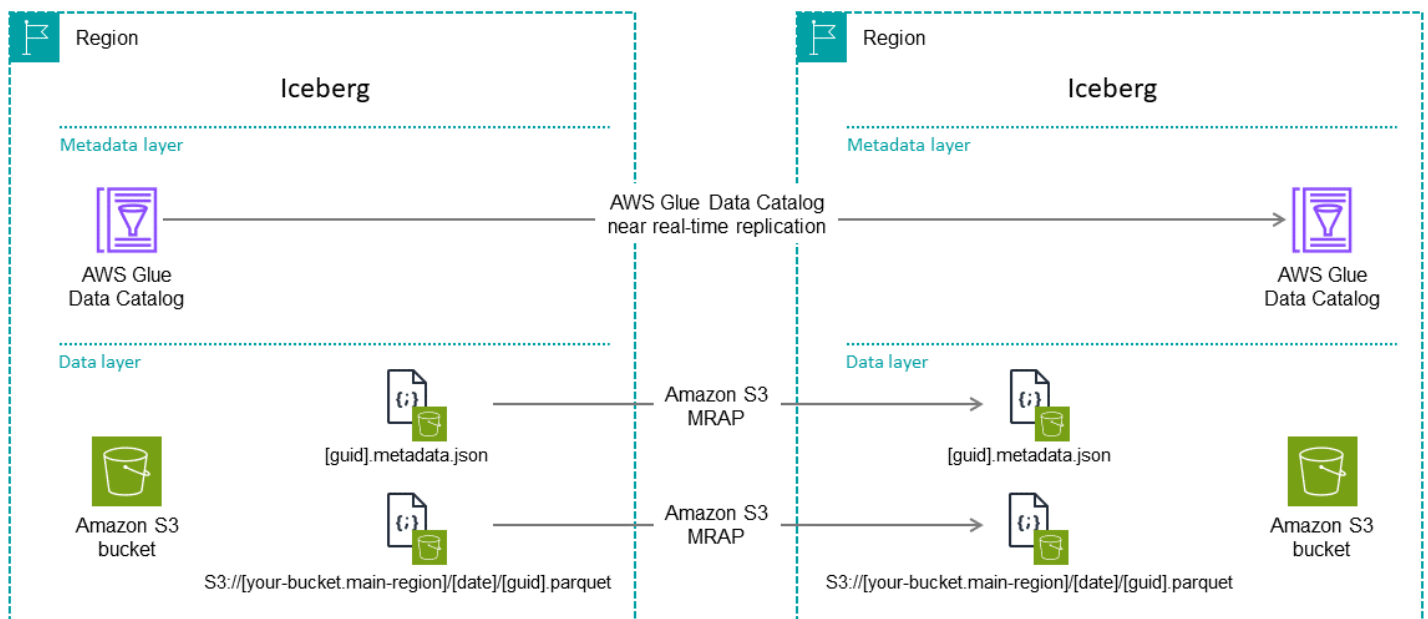 Region
Iceberg
Metadata layer
AWS Glue
Data Catalog
AWS Glue Data Catalog
near real-time replication
Data layer
{;}
[guid].metadata.json
Amazon S3
MRAP
Amazon S3
bucket
{;}
S3://[your-bucket.main-region]/[date]/[guid].parquet
Amazon S3
MRAP
Region
Iceberg
Metadata layer
AWS Glue
Data Catalog
Data layer
{;}
[guid].metadata.json
Amazon S3
bucket
{;}
S3://[your-bucket.main-region]/[date]/[guid].parquet